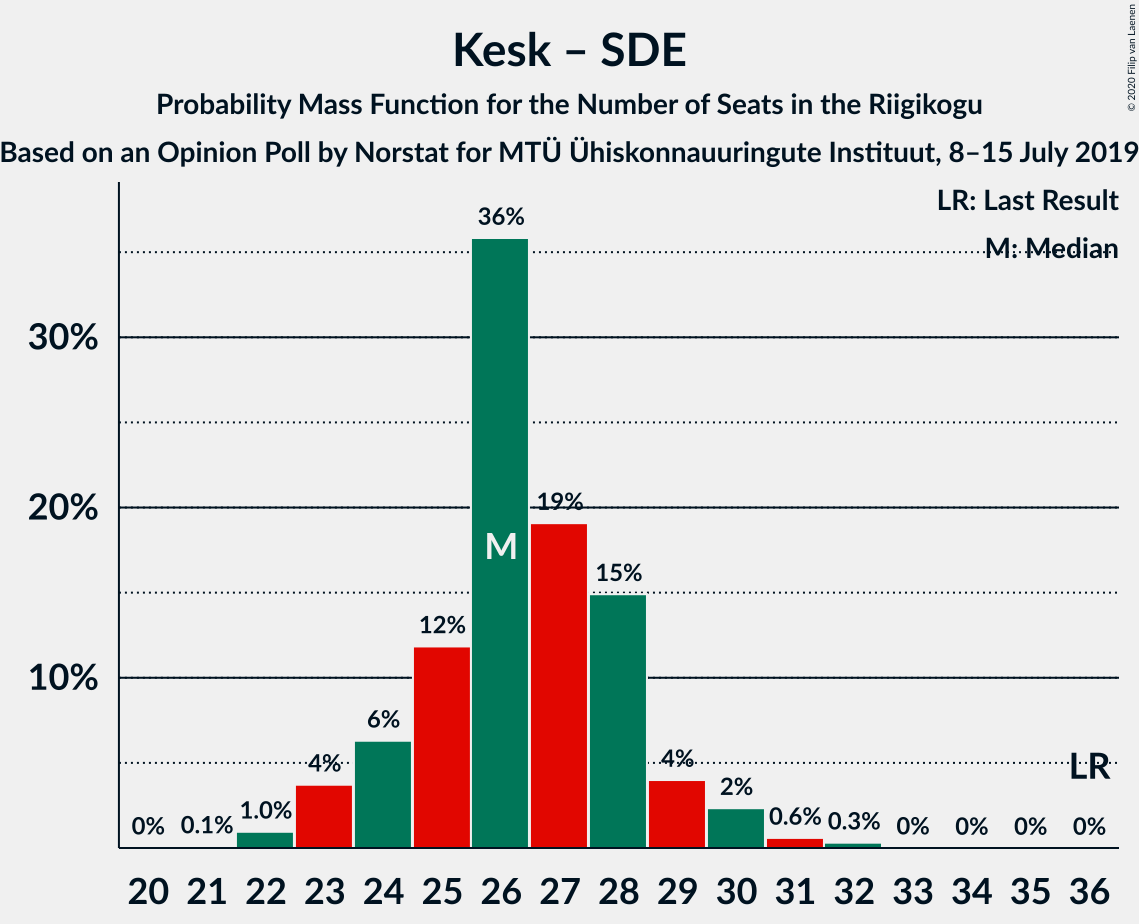 Kesk – SDE
Probability Mass Function for the Number of Seats in the Riigikogu
Based on an Opinion Poll by Norstat for MTÜ Ühiskonnauuringute Instituut, 8–15 July 2019
© 2020 Filip van Laenen
LR: Last Result
M: Median
36%
30%
19%
20%
M
15%
12%
10%
6%
4%
4%
LR
2%
1.0%
0.6%
0.3%
0%
0.1%
0%
0%
0%
0%
20 21 22 23 24 25 26 27 28 29 30 31 32 33 34 35 36